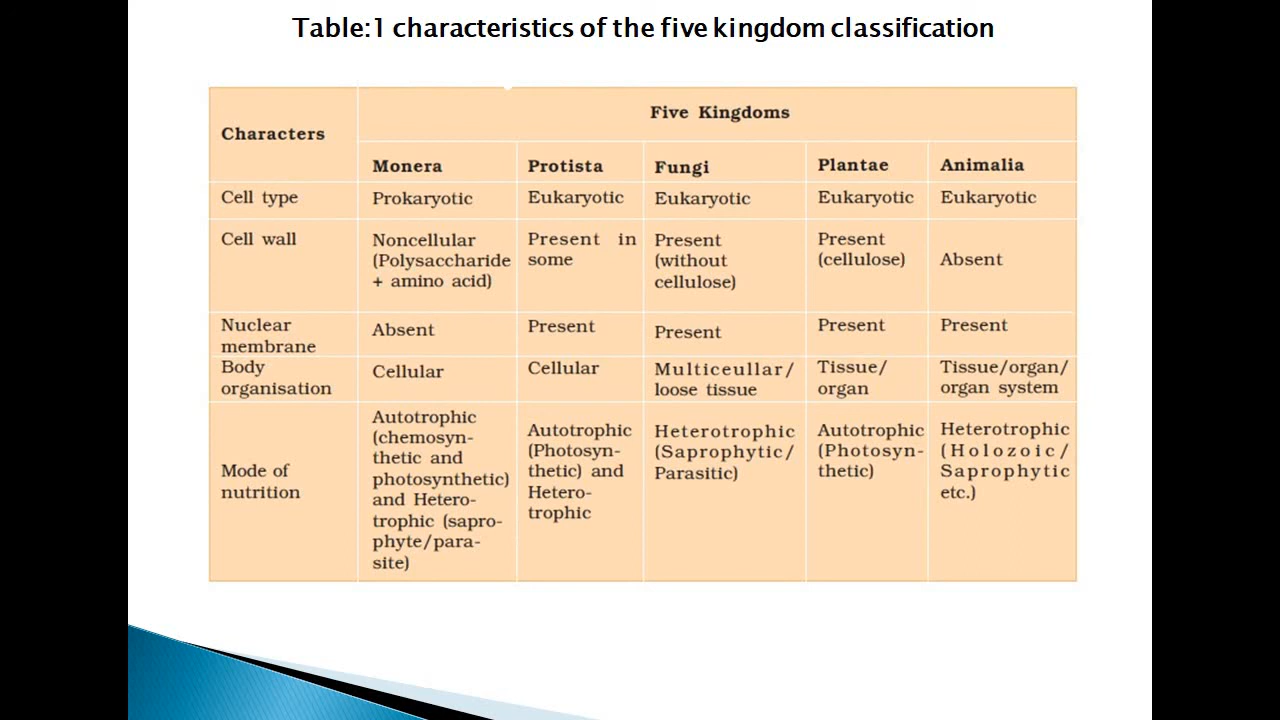 Table:1 characteristics of the five kingdom classification
Characters
Five Kingdoms
Monera
Protista
Fungi
Plantae
Animalia
Cell type
Prokaryotic
Eukaryotic
Eukaryotic
Eukaryotic
Eukaryotic
Cell wall
Noncellular
(Polysaccharide
+ amino acid)
Present in
some
Present
(without
cellulose)
Present
(cellulose)
Absent
Nuclear
membrane
Absent
Present
Present
Present
Present
Body
organisation
Cellular
Cellular
Multiceullar/
loose tissue
Tissue/
organ
Tissue/organ/
organ system
Mode of
nutrition
Autotrophic
(chemosyn-
thetic and
photosynthetic)
and Hetero-
trophic (sapro-
phyte/para-
site)
Autotrophic
(Photosyn-
thetic) and
Hetero-
trophic
Heterotrophic
(Saprophytic/
Parasitic)
Autotrophic
(Photosyn-
thetic)
Heterotrophic
(Holozoic/
Saprophytic
etc.)